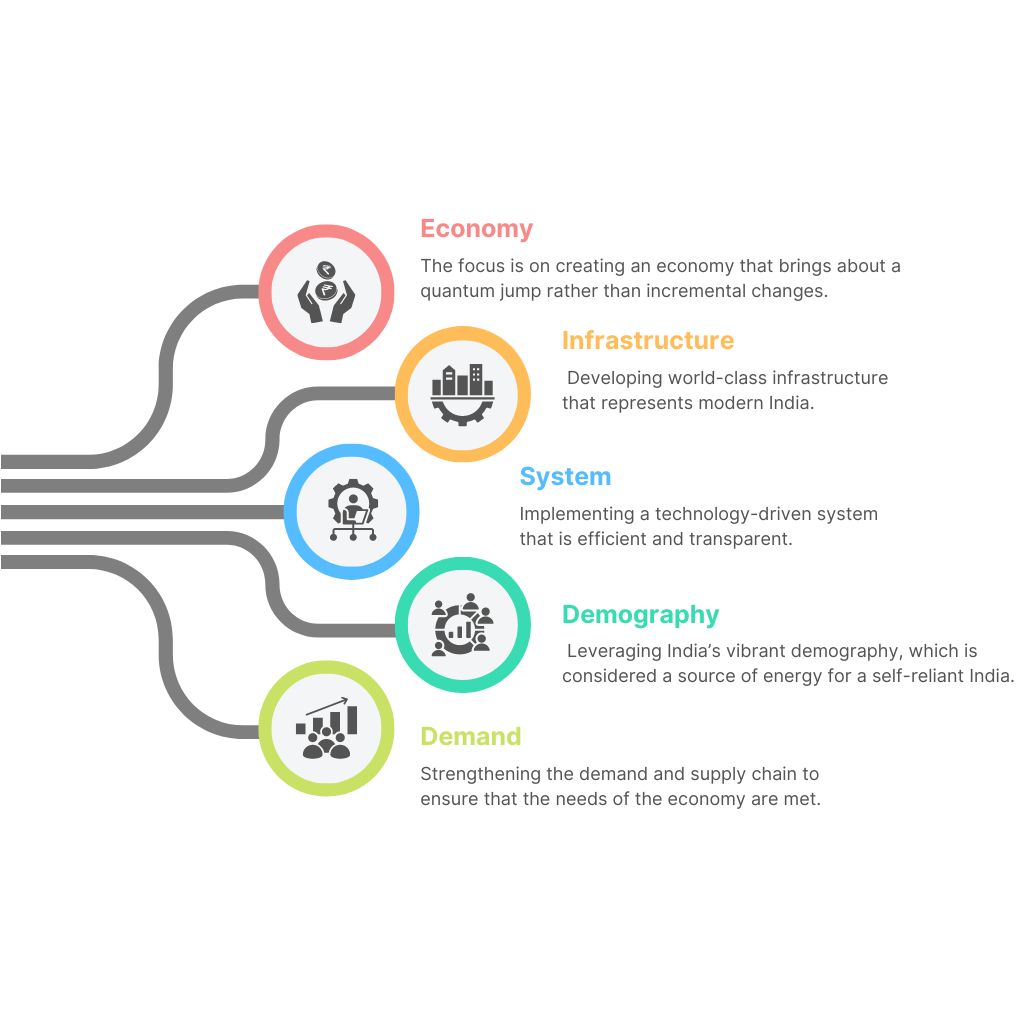 Economy
The focus is on creating an economy that brings about a
quantum jump rather than incremental changes.
Infrastructure
Developing world-class infrastructure
that represents modern India.
System
Implementing a technology-driven system
that is efficient and transparent.
Demography
Leveraging India’s vibrant demography, which is
considered a source of energy for a self-reliant India.
Demand
Strengthening the demand and supply chain to
ensure that the needs of the economy are met.